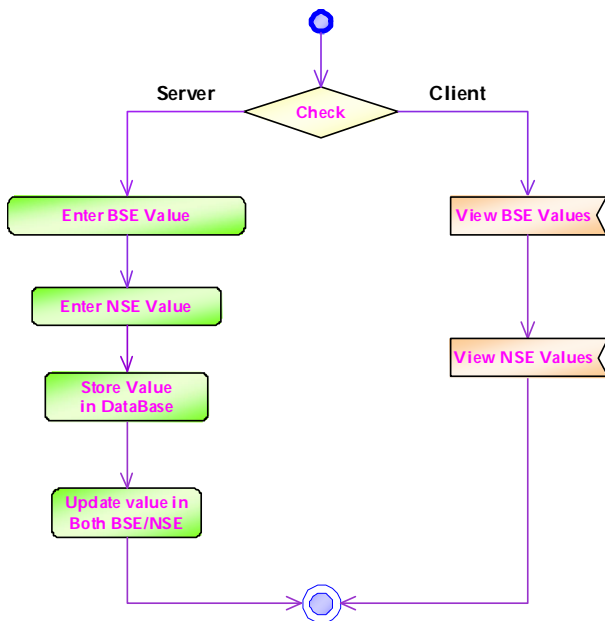 Server
Client
Check
Enter BSE Value
View BSE Values
Enter NSE Value
View NSE Values
Store Value
in DataBase
Update value in
Both BSE/NSE